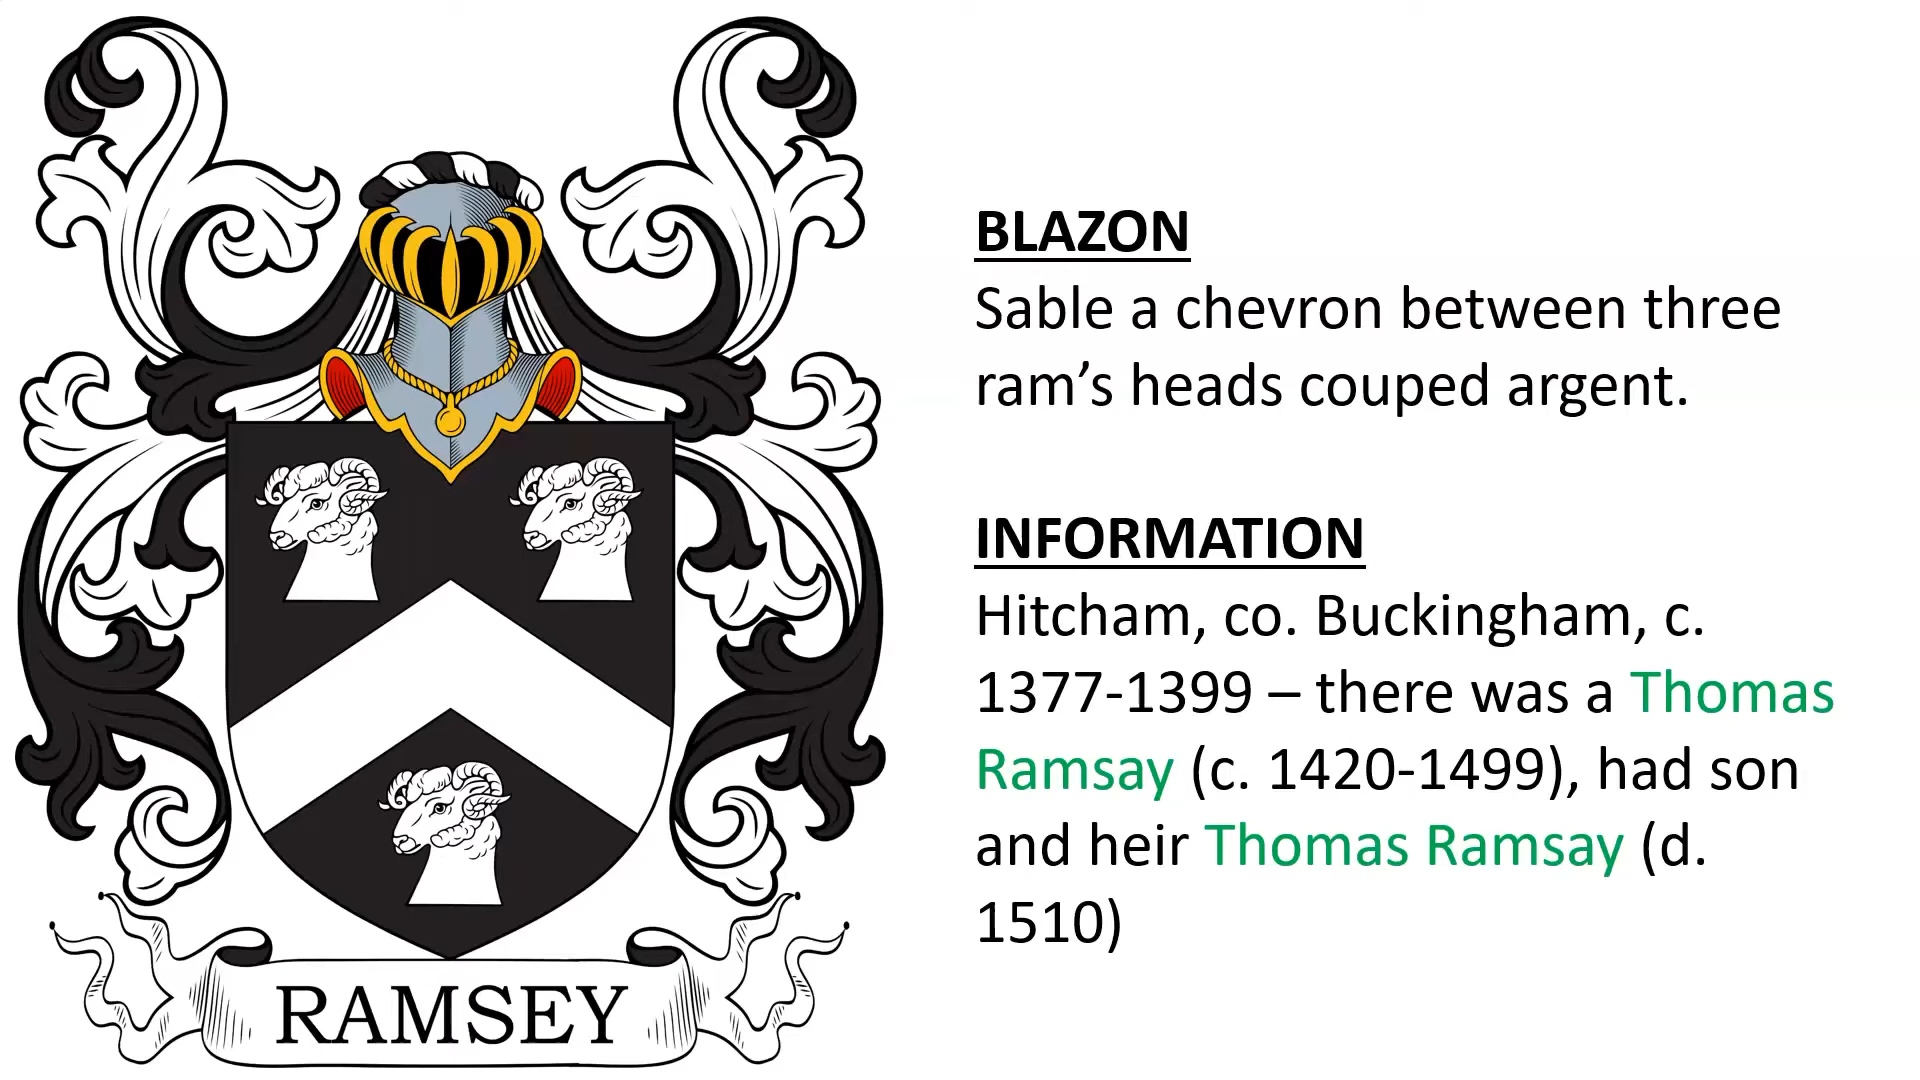 BLAZON
Sable a chevron between three
ram’s heads couped argent.
INFORMATION
Hitcham, co. Buckingham, c.
1377-1399 – there was a Thomas
Ramsay (c. 1420-1499), had son
and heir Thomas Ramsay (d.
1510)
RAMSEY